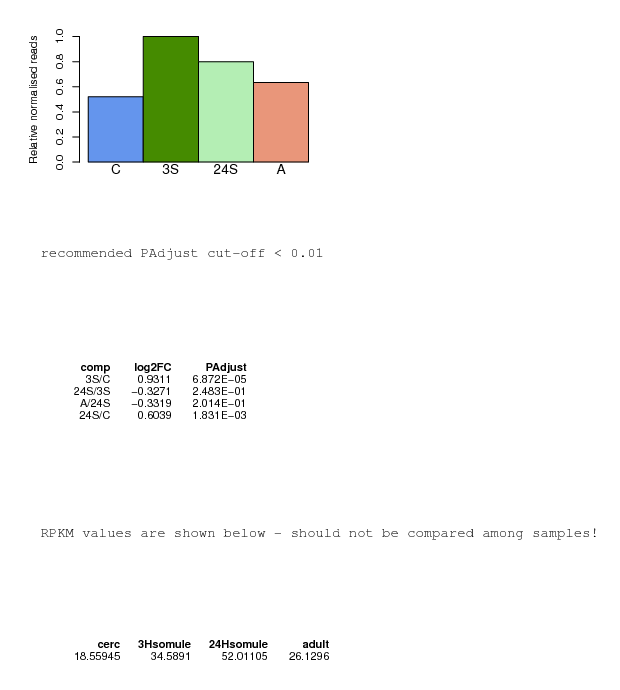 Relative normalised reads
1.0
0.8
0.6
0.4
0.2
0.0
C 3S 24S A
recommended PAdjust cut-off < 0.01
comp log2FC PAdjust
3S/C 0.9311 6.872E−05
24S/3S −0.3271 2.483E−01
A/24S −0.3319 2.014E−01
24S/C 0.6039 1.831E−03
RPKM values are shown below - should not be compared among samples!
cerc 3Hsomule 24Hsomule adult
18.55945 34.5891 52.01105 26.1296